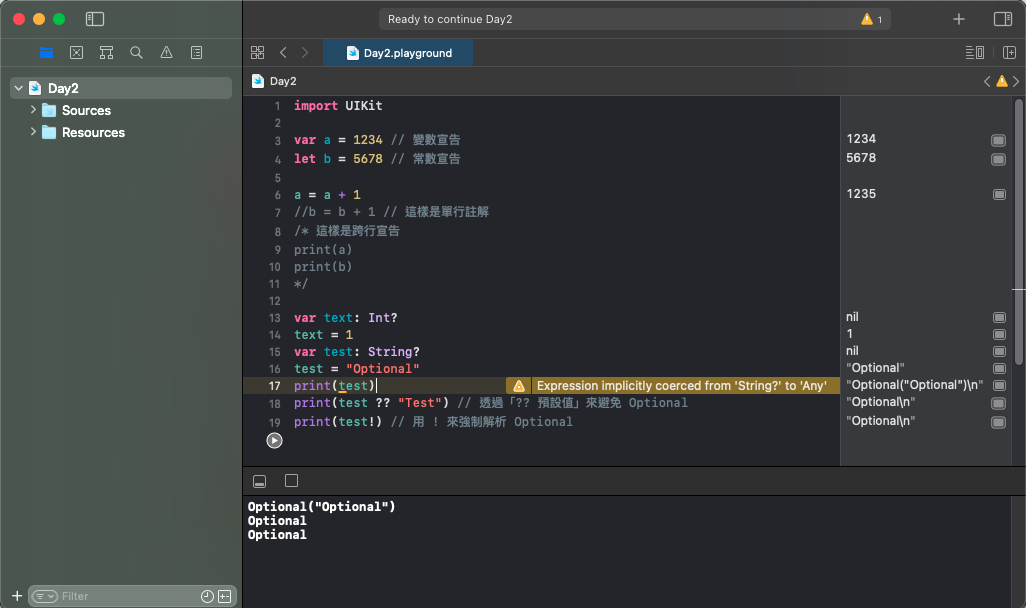 Ready to continue Day2
1
Day2.playground
Day2
Sources
Resources
Day2
1 import UIKit
2
3 var a = 1234 // 變數宣告
1234
4 let b = 5678 // 常數宣告
5678
5
6 a = a + 1
1235
7 //b = b + 1 // 這樣是單行註解
8 /* 這樣是跨行宣告
9 print(a)
10 print(b)
11 */
12
13 var text: Int?
nil
14 text = 1
1
15 var test: String?
nil
16 test = "Optional"
"Optional"
17 print(test)
Expression implicitly coerced from 'String?' to 'Any'
"Optional("Optional")\n"
18 print(test ?? "Test") // 透過「?? 預設值」來避免 Optional
"Optional\n"
19 print(test!) // 用 ! 來強制解析 Optional
"Optional\n"
Optional("Optional")
Optional
Optional
Filter